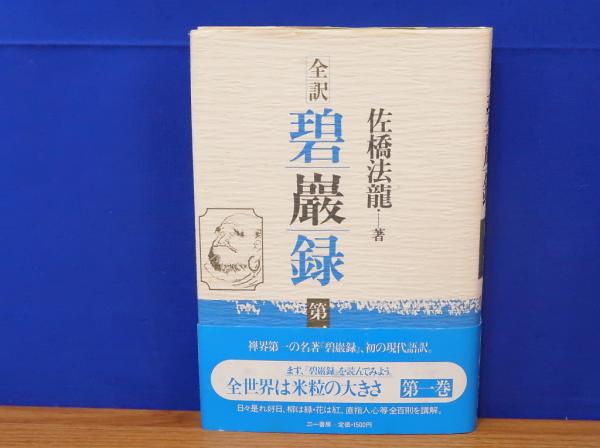 全訳
碧巖録
佐橋法龍―著
第一
禅界第一の名著『碧巖録』、初の現代語訳。
まず、『碧巖録』を読んでみよう。
全世界は米粒の大きさ 第一巻
日々是れ好日、柳は緑・花は紅、直指人心等全百則を講解。
三一書房 定価・1500円